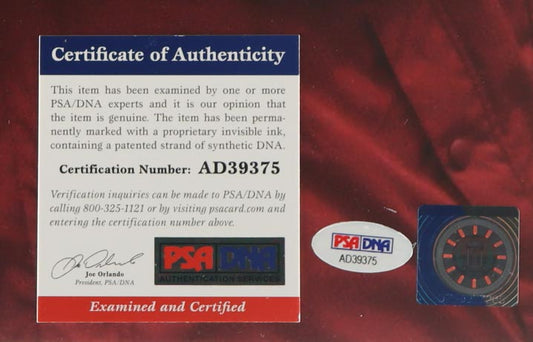 Certificate of Authenticity
This item has been examined by one or more
PSA/DNA experts and it is our opinion that
the item is genuine. The item has been perma-
nently marked with a proprietary invisible ink,
containing a patented strand of synthetic DNA.
Certification Number: AD39375
Verification inquiries can be made to PSA/DNA by
calling 800-325-1121 or by visiting psacard.com and
entering the certification number above.
Joe Orlando
President, PSA/DNA
PSA DNA
AUTHENTICATION SERVICES
Examined and Certified
PSA DNA
AD39375